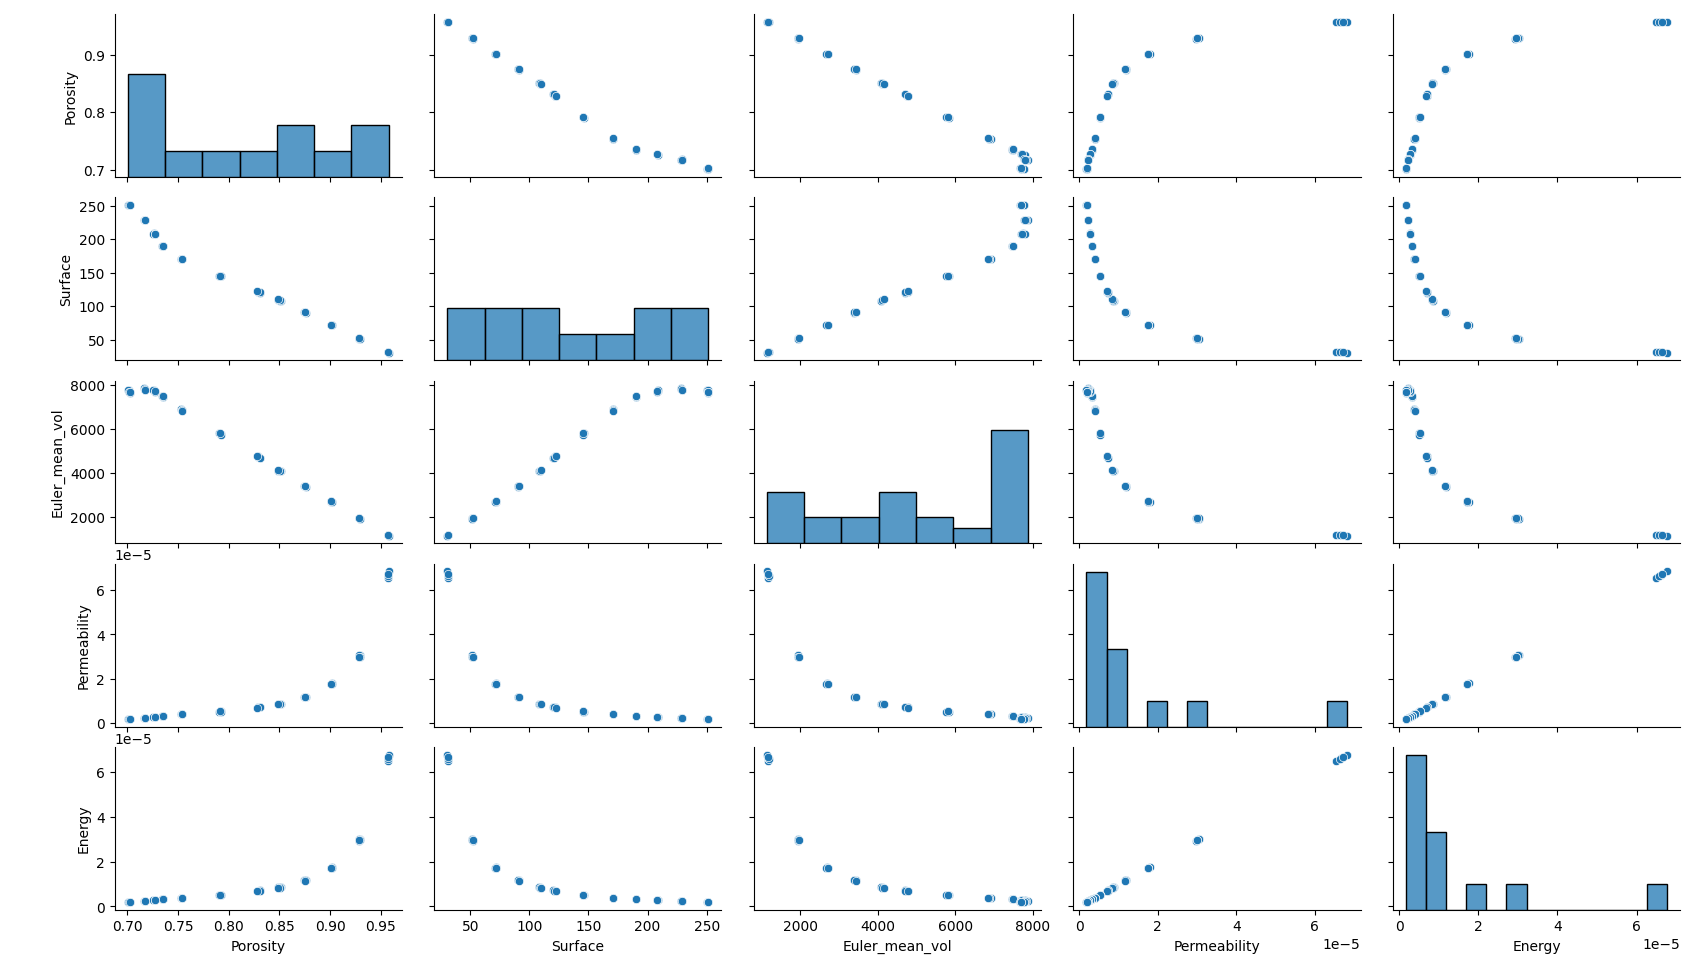 0.9
0.8
0.7
Porosity
250
200
150
100
50
Surface
8000
6000
4000
2000
Euler_mean_vol
1e−5
6
4
2
0
Permeability
1e−5
6
4
2
0
Energy
0.70 0.75 0.80 0.85 0.90 0.95
Porosity
50 100 150 200 250
Surface
2000 4000 6000 8000
Euler_mean_vol
0 2 4 6
1e−5
Permeability
0 2 4 6
1e−5
Energy